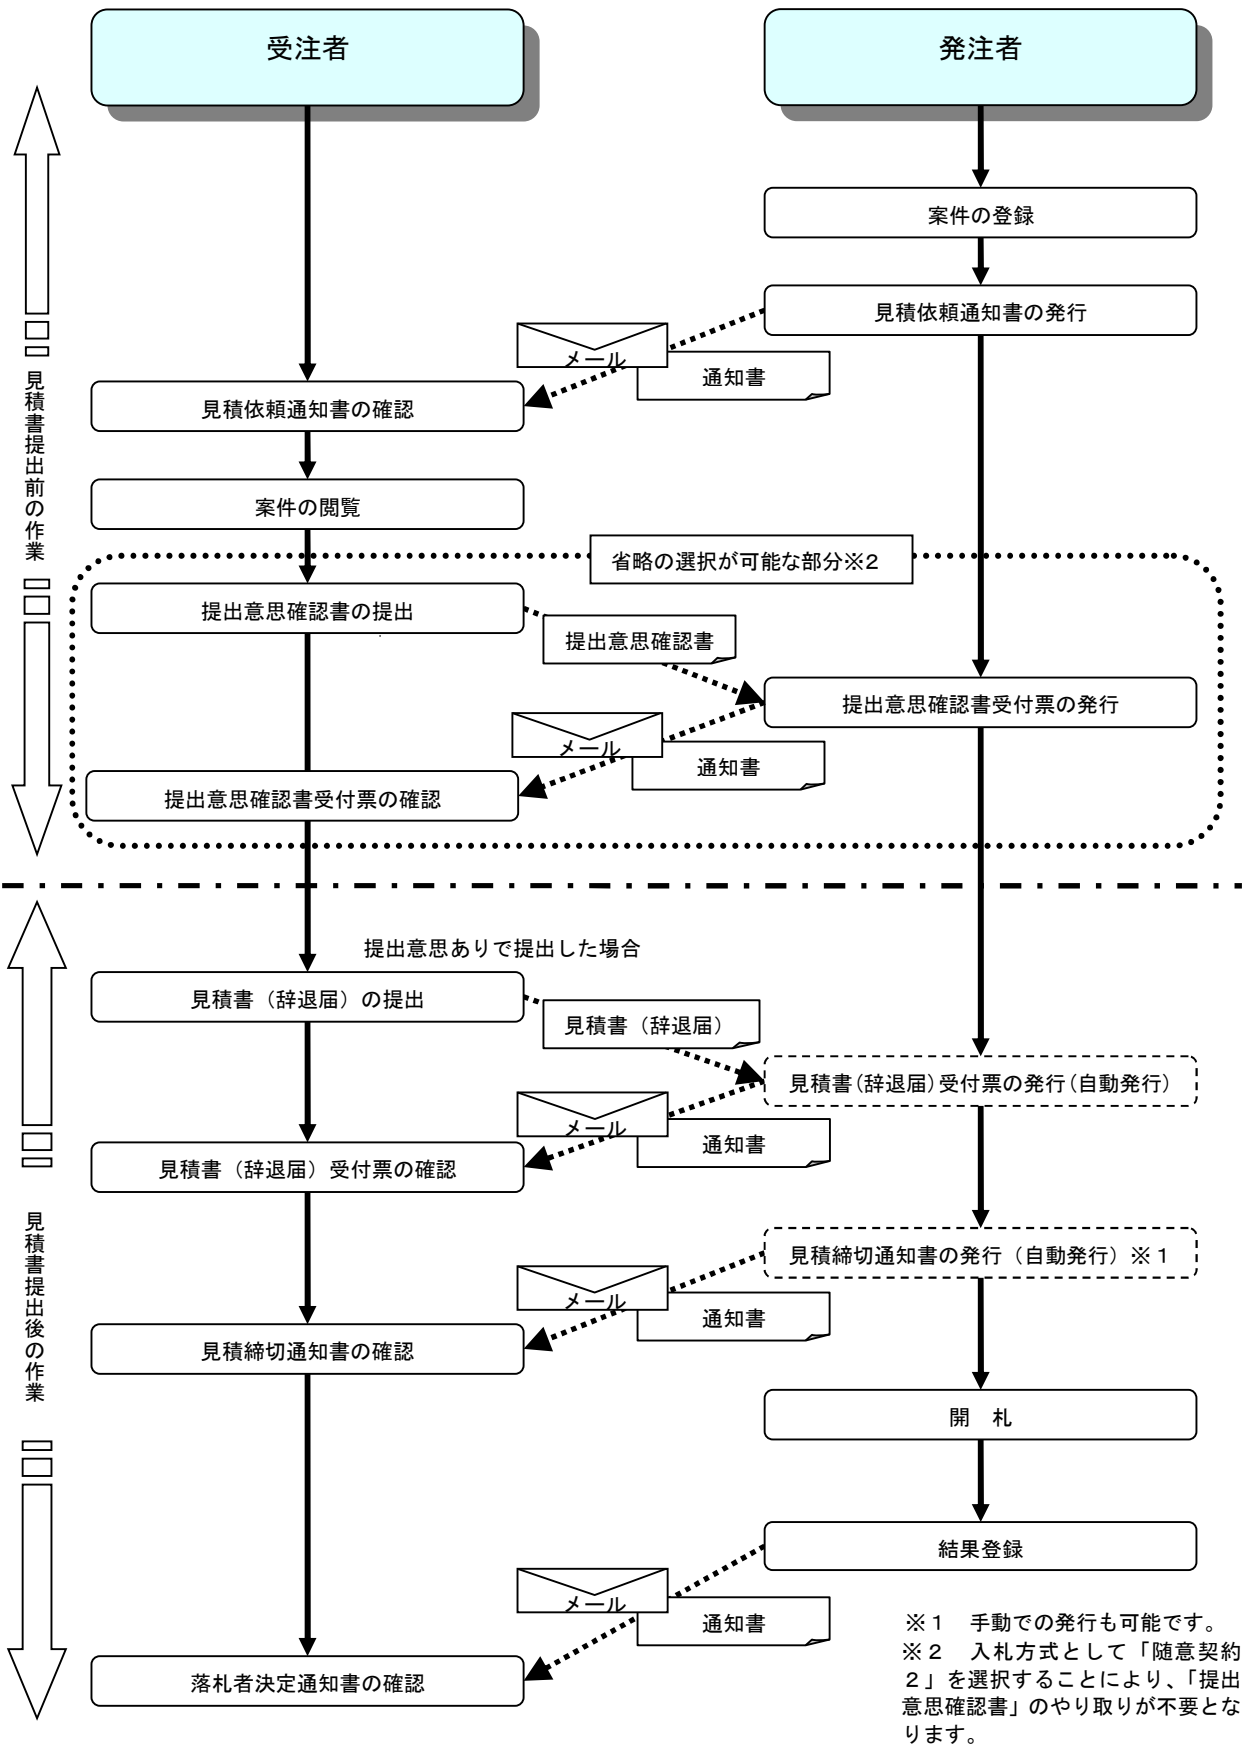 受注者
発注者
案件の登録
見積依頼通知書の発行
メール
通知書
見積依頼通知書の確認
見積書提出前の作業
案件の閲覧
省略の選択が可能な部分※2
提出意思確認書の提出
提出意思確認書
提出意思確認書受付票の発行
メール
通知書
提出意思確認書受付票の確認
提出意思ありで提出した場合
見積書（辞退届）の提出
見積書（辞退届）
見積書(辞退届)受付票の発行(自動発行)
メール
通知書
見積書（辞退届）受付票の確認
見積書提出後の作業
見積締切通知書の発行（自動発行）※１
メール
通知書
見積締切通知書の確認
開　札
結果登録
メール
通知書
落札者決定通知書の確認
※１　手動での発行も可能です。
※２　入札方式として「随意契約
２」を選択することにより、「提出
意思確認書」のやり取りが不要とな
ります。